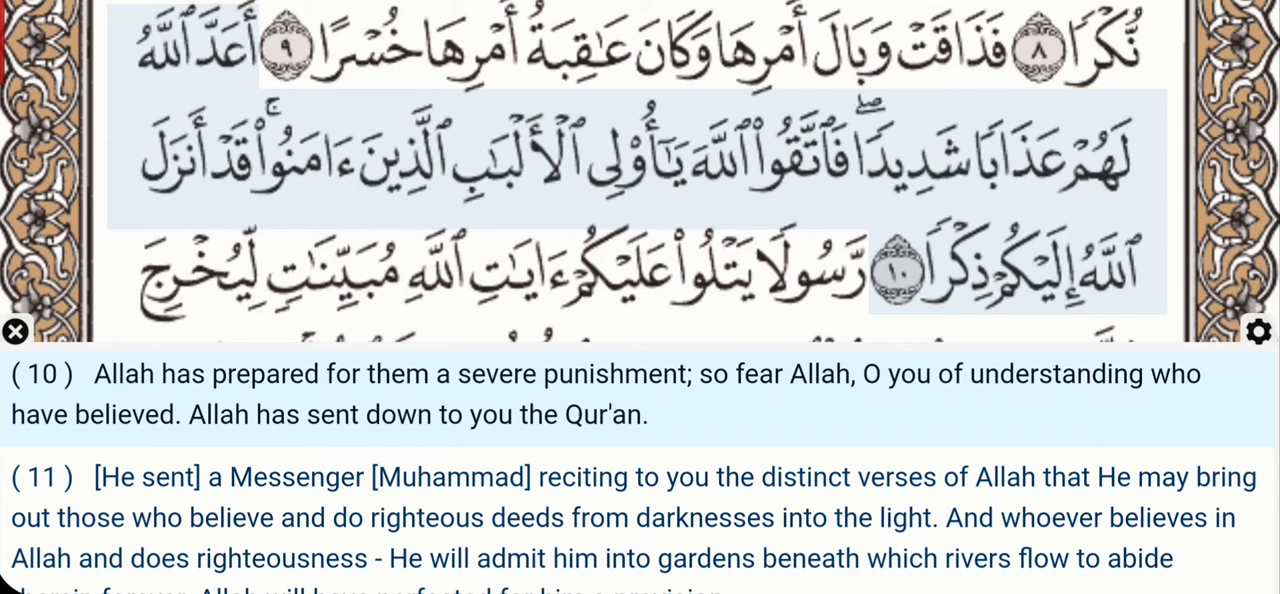 نُّكْرًا ٨ فَذَاقَتْ وَبَالَ أَمْرِهَا وَكَانَ عَـٰقِبَةُ أَمْرِهَا خُسْرًا ٩ أَعَدَّ ٱللَّهُ
لَهُمْ عَذَابًا شَدِيدًاۖ فَٱتَّقُوا۟ ٱللَّهَ يَـٰٓأُو۟لِى ٱلْأَلْبَـٰبِ ٱلَّذِينَ ءَامَنُوا۟ۚ قَدْ أَنزَلَ
ٱللَّهُ إِلَيْكُمْ ذِكْرًا ١٠ رَّسُولًا يَتْلُوا۟ عَلَيْكُمْ ءَايَـٰتِ ٱللَّهِ مُبَيِّنَـٰتٍ لِّيُخْرِجَ
( 10 ) Allah has prepared for them a severe punishment; so fear Allah, O you of understanding who
have believed. Allah has sent down to you the Qur'an.
( 11 ) [He sent] a Messenger [Muhammad] reciting to you the distinct verses of Allah that He may bring
out those who believe and do righteous deeds from darknesses into the light. And whoever believes in
Allah and does righteousness - He will admit him into gardens beneath which rivers flow to abide